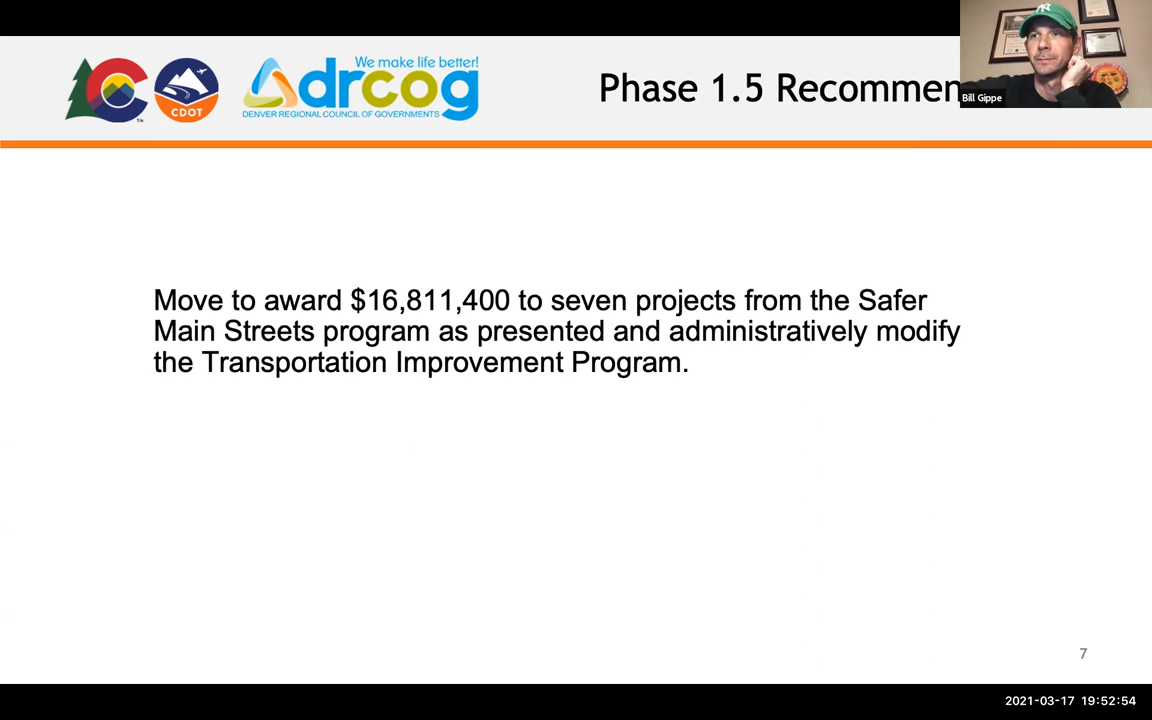 We make life better!
drcog
CDOT
DENVER REGIONAL COUNCIL OF GOVERNMENTS
TM
Phase 1.5 Recommen
Bill Gippe
Move to award $16,811,400 to seven projects from the Safer
Main Streets program as presented and administratively modify
the Transportation Improvement Program.
7
2021-03-17 19:52:54